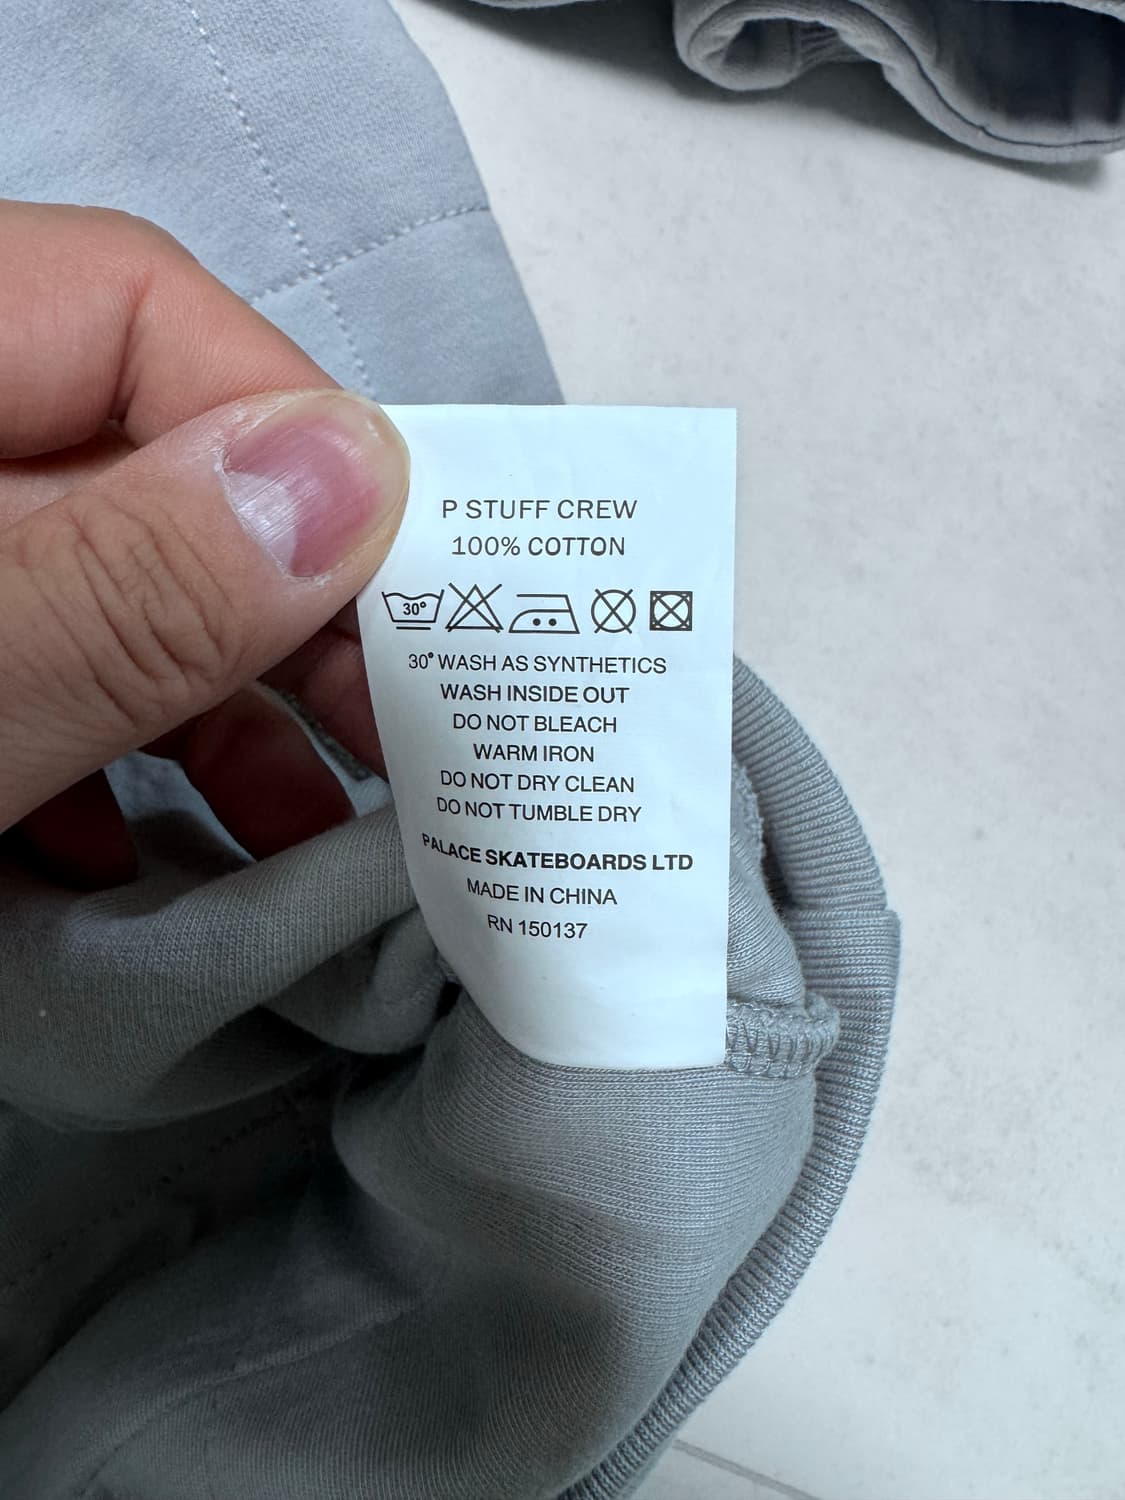 P STUFF CREW
100% COTTON
30°
30° WASH AS SYNTHETICS
WASH INSIDE OUT
DO NOT BLEACH
WARM IRON
DO NOT DRY CLEAN
DO NOT TUMBLE DRY
PALACE SKATEBOARDS LTD
MADE IN CHINA
RN 150137